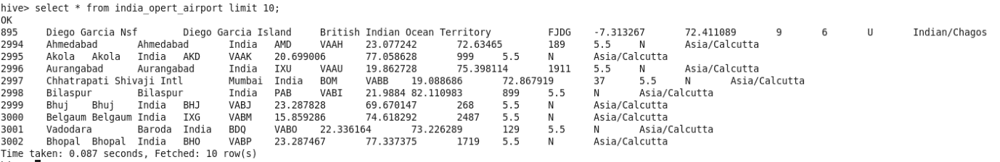 hive> select * from india_opert_airport limit 10;
OK
895 Diego Garcia Nsf Diego Garcia Island British Indian Ocean Territory FJDG -7.313267 72.411089 9 6 U Indian/Chagos
2994 Ahmedabad Ahmedabad India AMD VAAH 23.077242 72.63465 189 5.5 N Asia/Calcutta
2995 Akola Akola India AKD VAAK 20.699006 77.058628 999 5.5 N Asia/Calcutta
2996 Aurangabad Aurangabad India IXU VAAU 19.862728 75.398114 1911 5.5 N Asia/Calcutta
2997 Chhatrapati Shivaji Intl Mumbai India BOM VABB 19.088686 72.867919 37 5.5 N Asia/Calcutta
2998 Bilaspur Bilaspur India PAB VABI 21.9884 82.110983 899 5.5 N Asia/Calcutta
2999 Bhuj Bhuj India BHJ VABJ 23.287828 69.670147 268 5.5 N Asia/Calcutta
3000 Belgaum Belgaum India IXG VABM 15.859286 74.618292 2487 5.5 N Asia/Calcutta
3001 Vadodara Baroda India BDQ VABO 22.336164 73.226289 129 5.5 N Asia/Calcutta
3002 Bhopal Bhopal India BHO VABP 23.287467 77.337375 1719 5.5 N Asia/Calcutta
Time taken: 0.087 seconds, Fetched: 10 row(s)